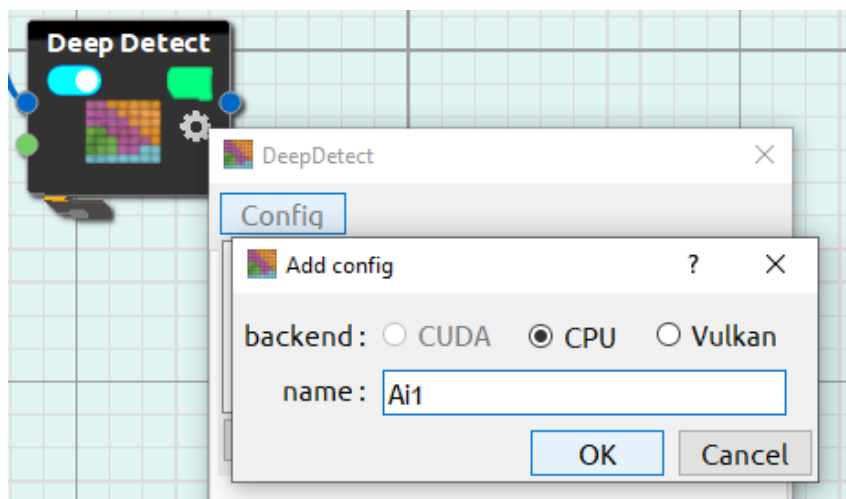 Deep Detect
DeepDetect
Config
Add config
?
backend: CUDA CPU Vulkan
name: Ai1
OK Cancel